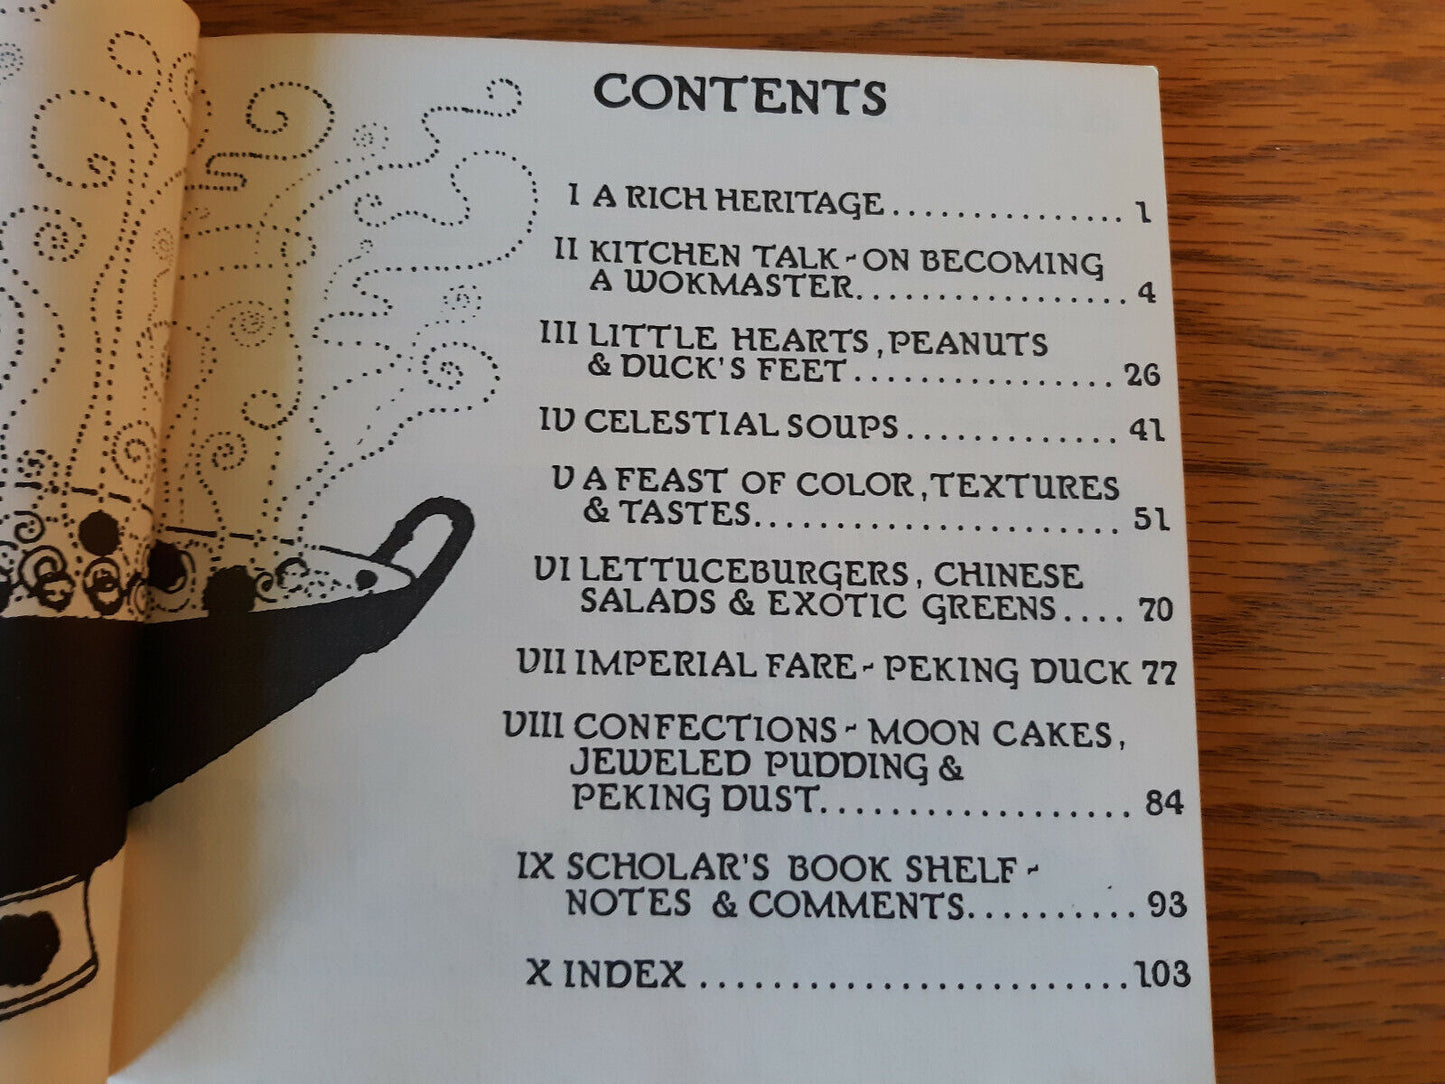 CONTENTS
I A RICH HERITAGE............... 1
II KITCHEN TALK~ON BECOMING
A WOKMASTER................. 4
III LITTLE HEARTS, PEANUTS
& DUCK'S FEET................ 26
IV CELESTIAL SOUPS............. 41
V A FEAST OF COLOR, TEXTURES
& TASTES....................... 51
VI LETTUCEBURGERS, CHINESE
SALADS & EXOTIC GREENS.... 70
VII IMPERIAL FARE~PEKING DUCK 77
VIII CONFECTIONS~MOON CAKES,
JEWELED PUDDING &
PEKING DUST.................. 84
IX SCHOLAR'S BOOK SHELF~
NOTES & COMMENTS.......... 93
X INDEX ..........................103